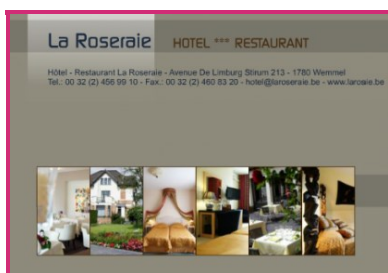 La Roseraie HOTEL *** RESTAURANT
Hôtel - Restaurant La Roseraie - Avenue De Limburg Stirum 213 - 1780 Wemmel
Tel.: 00 32 (2) 456 99 10 - Fax.: 00 32 (2) 460 83 20 - hotel@laroseraie.be - www.laroseraie.be